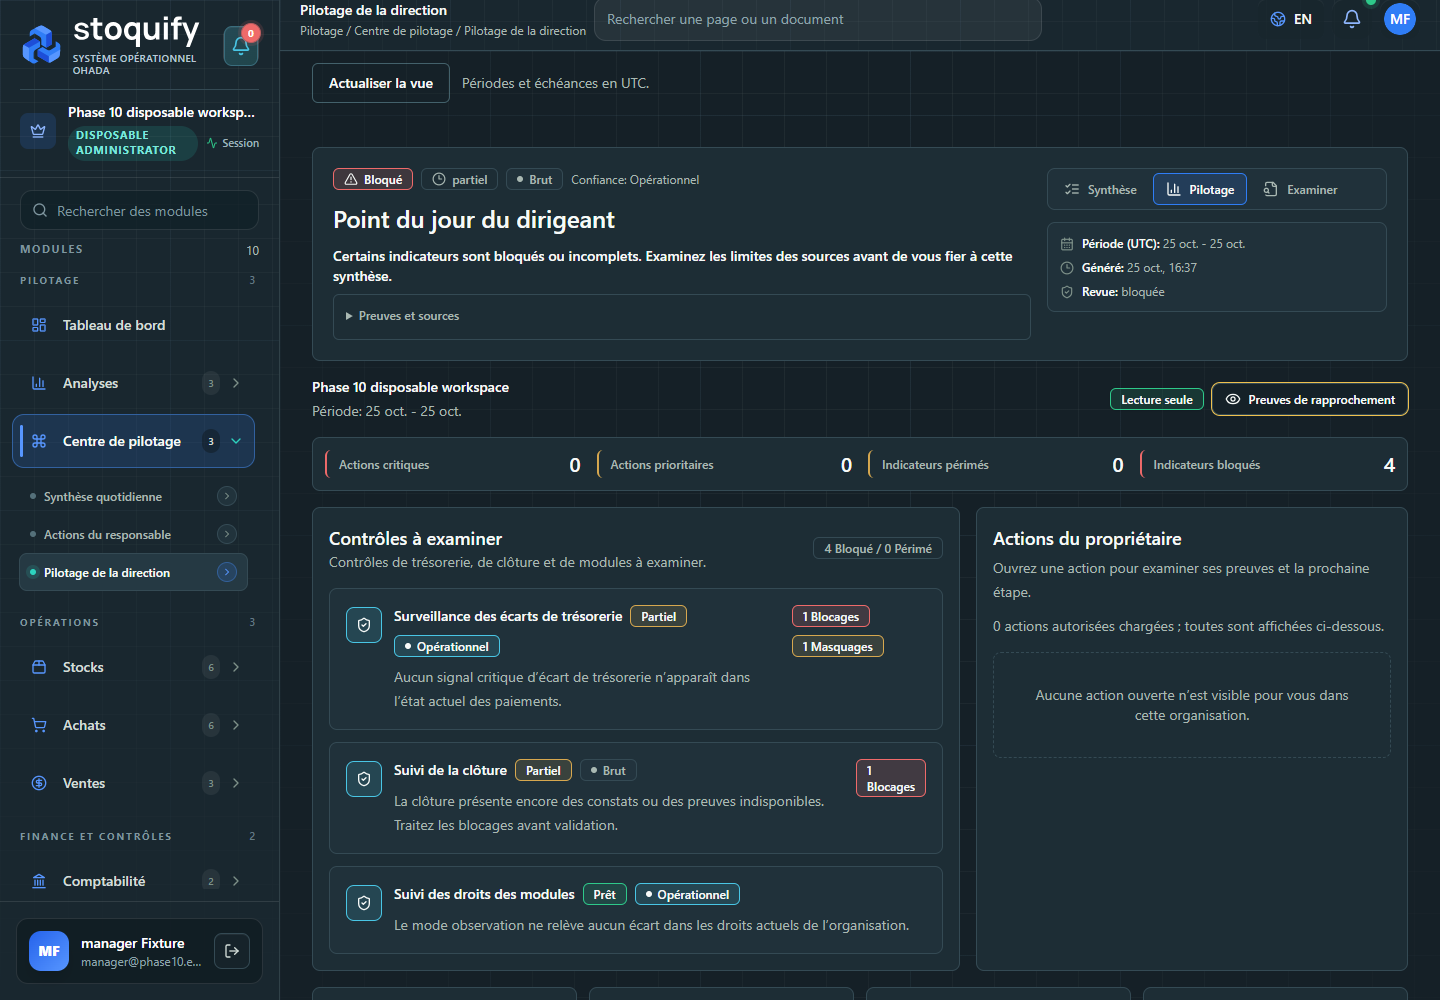 stoquify
SYSTÈME OPÉRATIONNEL
OHADA
0
Phase 10 disposable worksp...
DISPOSABLE
ADMINISTRATOR
Session
Rechercher des modules
MODULES
10
PILOTAGE
3
Tableau de bord
Analyses
3
Centre de pilotage
3
Synthèse quotidienne
Actions du responsable
Pilotage de la direction
OPÉRATIONS
3
Stocks
6
Achats
6
Ventes
3
FINANCE ET CONTRÔLES
2
Comptabilité
2
MF
manager Fixture
manager@phase10.e...
Pilotage de la direction
Pilotage / Centre de pilotage / Pilotage de la direction
Rechercher une page ou un document
EN
MF
Actualiser la vue
Périodes et échéances en UTC.
Bloqué
partiel
Brut
Confiance: Opérationnel
Point du jour du dirigeant
Certains indicateurs sont bloqués ou incomplets. Examinez les limites des sources avant de vous fier à cette
synthèse.
Preuves et sources
Synthèse
Pilotage
Examiner
Période (UTC): 25 oct. - 25 oct.
Généré: 25 oct., 16:37
Revue: bloquée
Phase 10 disposable workspace
Période: 25 oct. - 25 oct.
Lecture seule
Preuves de rapprochement
Actions critiques
0
Actions prioritaires
0
Indicateurs périmés
0
Indicateurs bloqués
4
Contrôles à examiner
Contrôles de trésorerie, de clôture et de modules à examiner.
4 Bloqué / 0 Périmé
Surveillance des écarts de trésorerie
Partiel
Opérationnel
1 Blocages
1 Masquages
Aucun signal critique d’écart de trésorerie n’apparaît dans
l’état actuel des paiements.
Suivi de la clôture
Partiel
Brut
1
Blocages
La clôture présente encore des constats ou des preuves indisponibles.
Traitez les blocages avant validation.
Suivi des droits des modules
Prêt
Opérationnel
Le mode observation ne relève aucun écart dans les droits actuels de l’organisation.
Actions du propriétaire
Ouvrez une action pour examiner ses preuves et la prochaine
étape.
0 actions autorisées chargées ; toutes sont affichées ci-dessous.
Aucune action ouverte n’est visible pour vous dans
cette organisation.